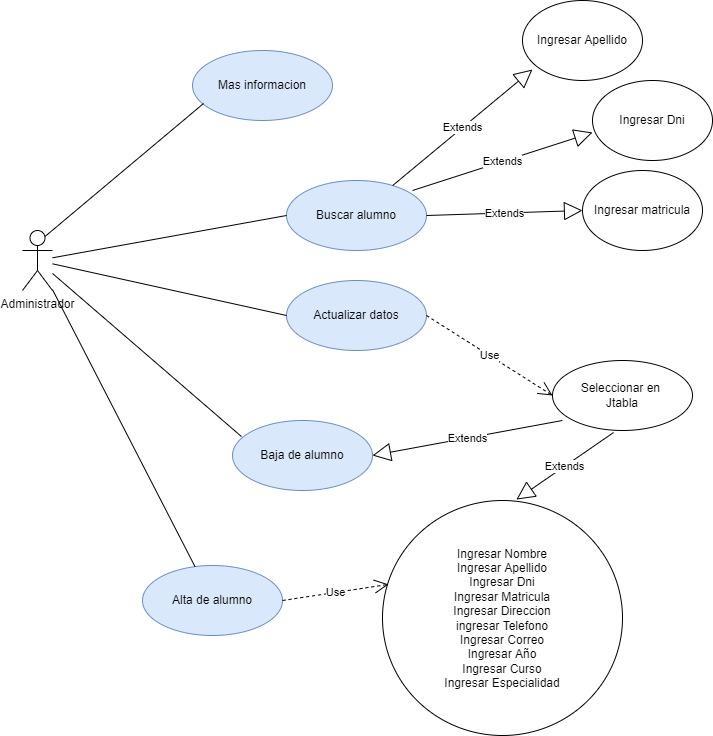 Ingresar Apellido
Mas informacion
Extends
Ingresar Dni
Extends
Buscar alumno
Extends
Ingresar matricula
Administrador
Actualizar datos
Use
Seleccionar en
Jtabla
Extends
Baja de alumno
Extends
Ingresar Nombre
Ingresar Apellido
Ingresar Dni
Ingresar Matricula
Ingresar Direccion
ingresar Telefono
Ingresar Correo
Ingresar Año
Ingresar Curso
Ingresar Especialidad
Alta de alumno
Use